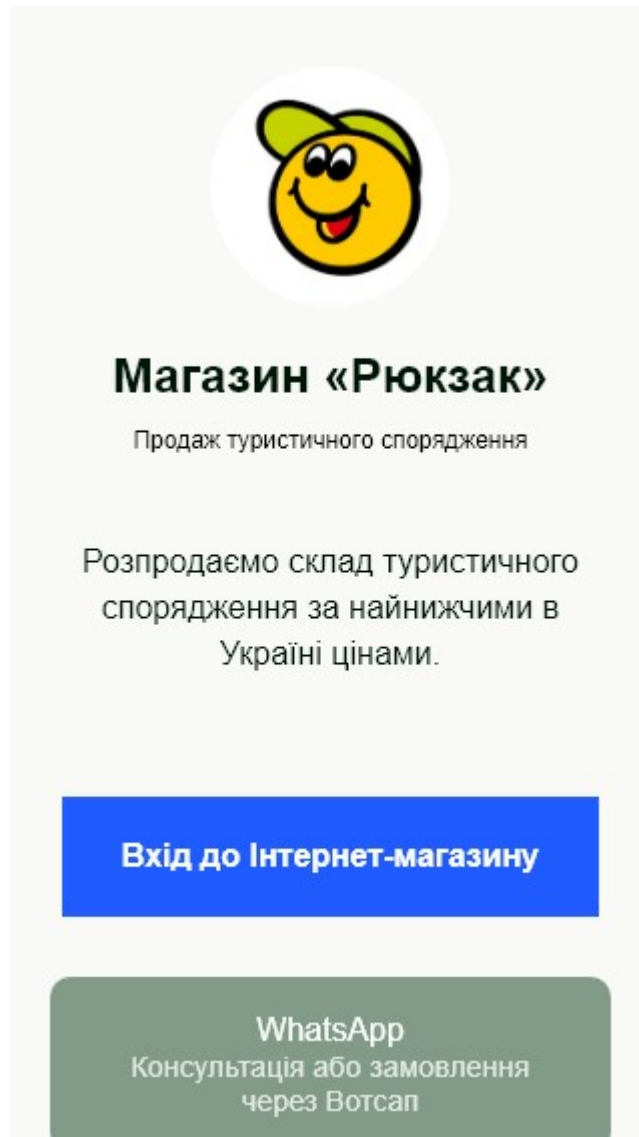 Магазин «Рюкзак»
Продаж туристичного спорядження
Розпродаємо склад туристичного
спорядження за найнижчими в
Україні цінами.
Вхід до Інтернет-магазину
WhatsApp
Консультація або замовлення
через Вотсап